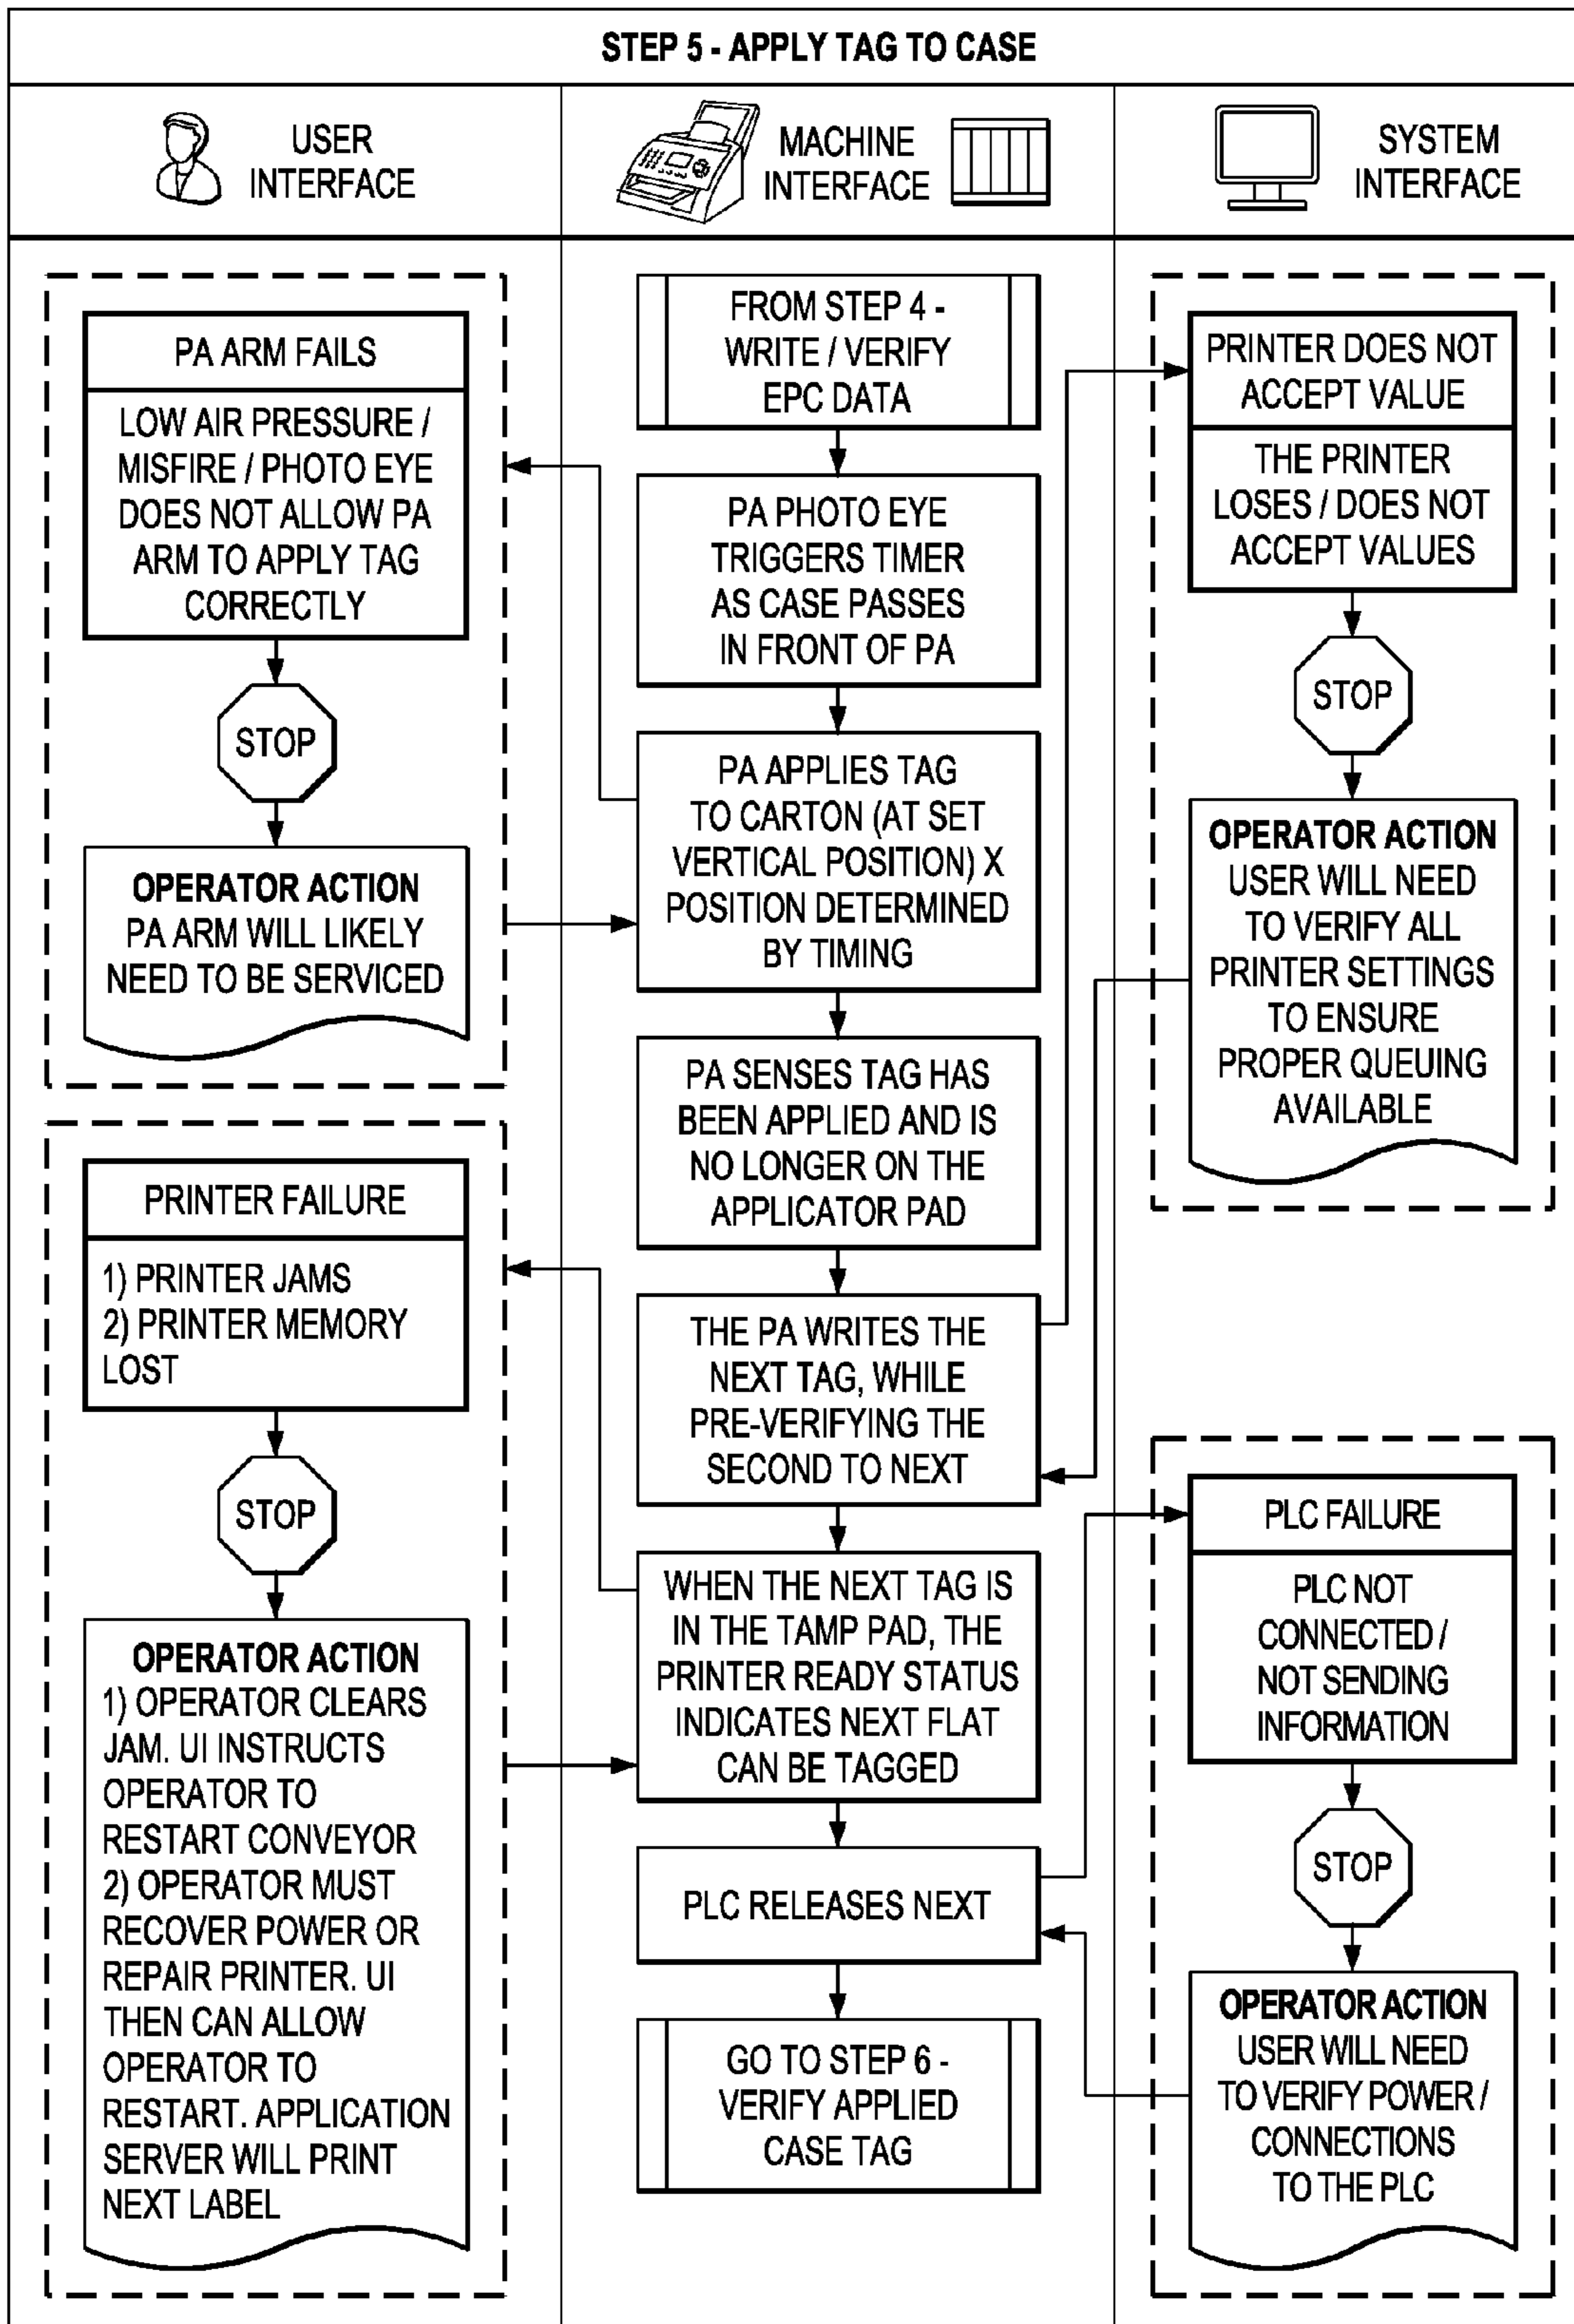 STEP 5 - APPLY TAG TO CASE
USER
INTERFACE
MACHINE
INTERFACE
SYSTEM
INTERFACE
PA ARM FAILS
LOW AIR PRESSURE /
MISFIRE / PHOTO EYE
DOES NOT ALLOW PA
ARM TO APPLY TAG
CORRECTLY
STOP
OPERATOR ACTION
PA ARM WILL LIKELY
NEED TO BE SERVICED
PRINTER FAILURE
1) PRINTER JAMS
2) PRINTER MEMORY
LOST
STOP
OPERATOR ACTION
1) OPERATOR CLEARS
JAM. UI INSTRUCTS
OPERATOR TO
RESTART CONVEYOR
2) OPERATOR MUST
RECOVER POWER OR
REPAIR PRINTER. UI
THEN CAN ALLOW
OPERATOR TO
RESTART. APPLICATION
SERVER WILL PRINT
NEXT LABEL
FROM STEP 4 -
WRITE / VERIFY
EPC DATA
PA PHOTO EYE
TRIGGERS TIMER
AS CASE PASSES
IN FRONT OF PA
PA APPLIES TAG
TO CARTON (AT SET
VERTICAL POSITION) X
POSITION DETERMINED
BY TIMING
PA SENSES TAG HAS
BEEN APPLIED AND IS
NO LONGER ON THE
APPLICATOR PAD
THE PA WRITES THE
NEXT TAG, WHILE
PRE-VERIFYING THE
SECOND TO NEXT
WHEN THE NEXT TAG IS
IN THE TAMP PAD, THE
PRINTER READY STATUS
INDICATES NEXT FLAT
CAN BE TAGGED
PLC RELEASES NEXT
GO TO STEP 6 -
VERIFY APPLIED
CASE TAG
PRINTER DOES NOT
ACCEPT VALUE
THE PRINTER
LOSES / DOES NOT
ACCEPT VALUES
STOP
OPERATOR ACTION
USER WILL NEED
TO VERIFY ALL
PRINTER SETTINGS
TO ENSURE
PROPER QUEUING
AVAILABLE
PLC FAILURE
PLC NOT
CONNECTED /
NOT SENDING
INFORMATION
STOP
OPERATOR ACTION
USER WILL NEED
TO VERIFY POWER /
CONNECTIONS
TO THE PLC